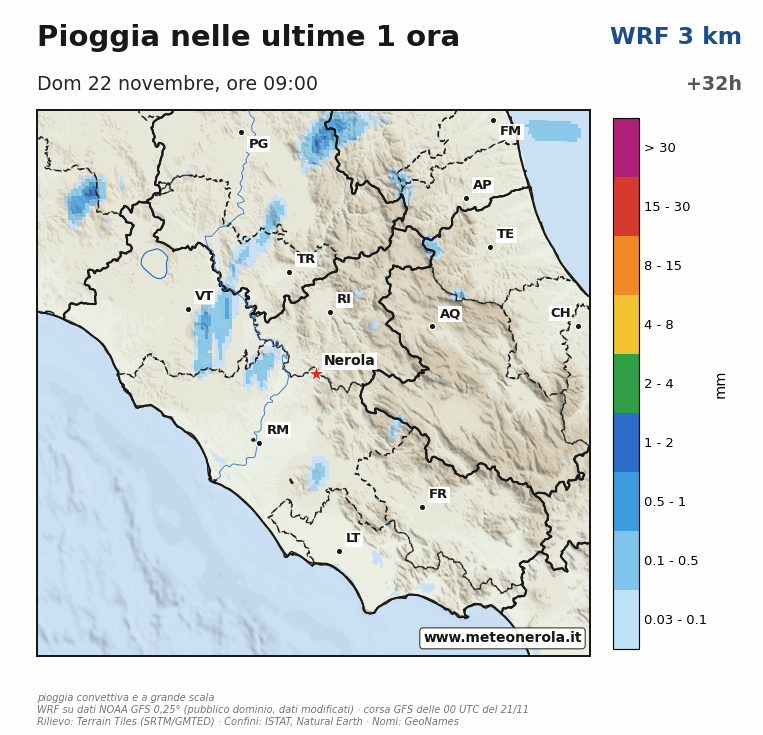 Pioggia nelle ultime 1 ora
WRF 3 km
Dom 22 novembre, ore 09:00
+32h
PG
FM
AP
TE
TR
VT
RI
AQ
CH
Nerola
RM
FR
LT
www.meteonerola.it
> 30
15 - 30
8 - 15
4 - 8
2 - 4
1 - 2
0.5 - 1
0.1 - 0.5
0.03 - 0.1
mm
pioggia convettiva e a grande scala
WRF su dati NOAA GFS 0,25° (pubblico dominio, dati modificati) · corsa GFS delle 00 UTC del 21/11
Rilievo: Terrain Tiles (SRTM/GMTED) · Confini: ISTAT, Natural Earth · Nomi: GeoNames